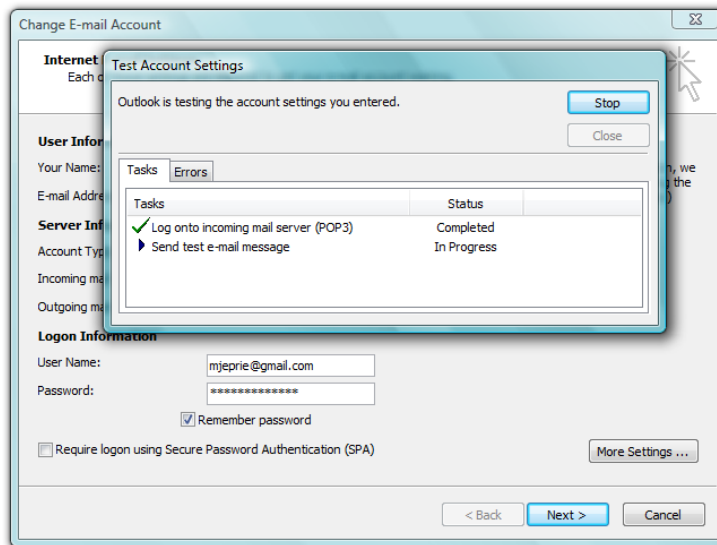 Change E-mail Account
Internet
Each
Test Account Settings
Outlook is testing the account settings you entered.
Stop
Close
Tasks Errors
Tasks Status
Log onto incoming mail server (POP3) Completed
Send test e-mail message In Progress
User Infor
Your Name: , we
E-mail Addre the
Server Inf
Account Typ
Incoming ma
Outgoing ma
Logon Information
User Name: mjeprie@gmail.com
Password: *************
Remember password
Require logon using Secure Password Authentication (SPA) More Settings ...
< Back Next > Cancel